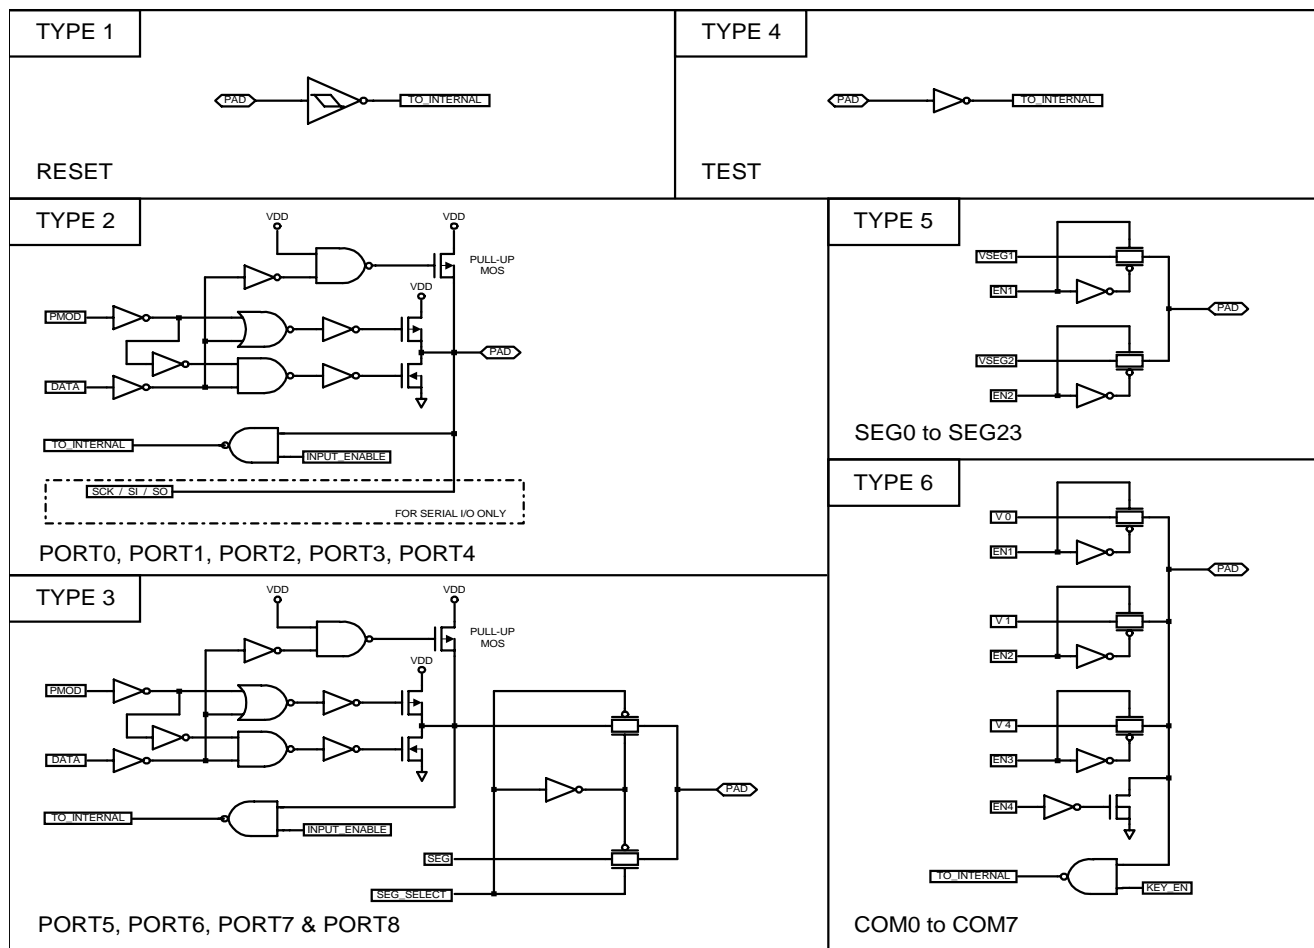 TYPE 1
PAD
TO_INTERNAL
RESET
TYPE 4
PAD
TO_INTERNAL
TEST
TYPE 2
VDD
VDD
PULL-UP
MOS
VDD
PMOD
PAD
DATA
TO_INTERNAL
INPUT_ENABLE
SCK / SI / SO
FOR SERIAL I/O ONLY
PORT0, PORT1, PORT2, PORT3, PORT4
TYPE 5
VSEG1
EN1
PAD
VSEG2
EN2
SEG0 to SEG23
TYPE 3
VDD
VDD
PULL-UP
MOS
VDD
PMOD
DATA
PAD
TO_INTERNAL
INPUT_ENABLE
SEG
SEG_SELECT
PORT5, PORT6, PORT7 & PORT8
TYPE 6
V 0
EN1
PAD
V 1
EN2
V 4
EN3
EN4
TO_INTERNAL
KEY_EN
COM0 to COM7